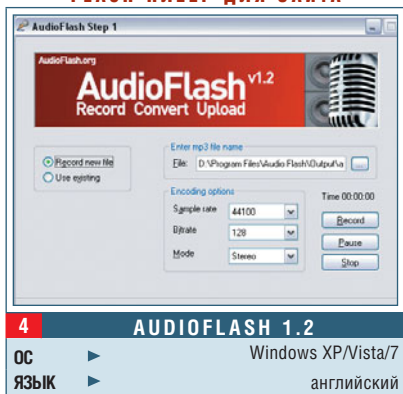 AudioFlash Step 1
AudioFlash.org
AudioFlash v1.2
Record Convert Upload
Record new file
Use existing
Enter mp3 file name
File: D:\Program Files\Audio Flash\Output\a ...
Encoding options
Sample rate 44100
Bitrate 128
Mode Stereo
Time 00:00:00
Record
Pause
Stop
4 AUDIOFLASH 1.2
ОС Windows XP/Vista/7
ЯЗЫК английский